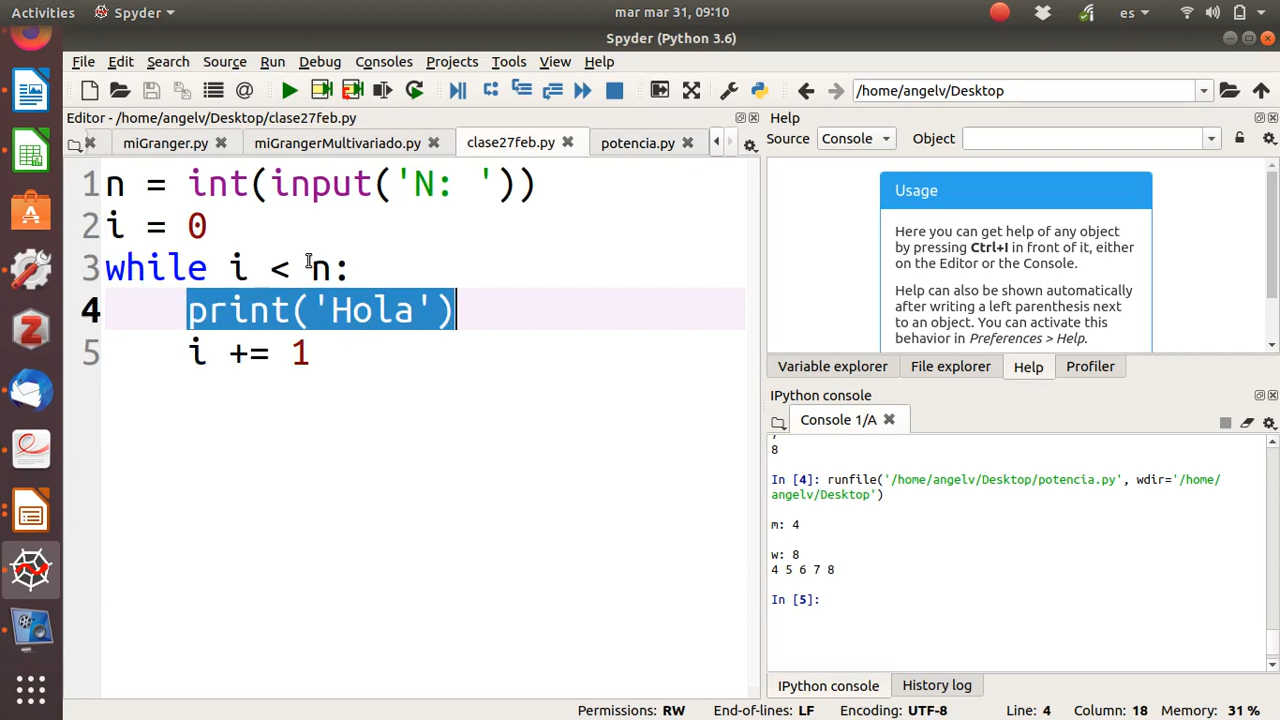 Activities Spyder mar mar 31, 09:10 es
Spyder (Python 3.6)
File Edit Search Source Run Debug Consoles Projects Tools View Help
/home/angelv/Desktop
Editor - /home/angelv/Desktop/clase27feb.py
miGranger.py miGrangerMultivariado.py clase27feb.py potencia.py
1 n = int(input('N: '))
2 i = 0
3 while i < n:
4 print('Hola')
5 i += 1
Help
Source Console Object
Usage
Here you can get help of any object
by pressing Ctrl+I in front of it, either
on the Editor or the Console.
Help can also be shown automatically
after writing a left parenthesis next
to an object. You can activate this
behavior in Preferences > Help.
Variable explorer File explorer Help Profiler
IPython console
Console 1/A
8
In [4]: runfile('/home/angelv/Desktop/potencia.py', wdir='/home/
angelv/Desktop')
m: 4
w: 8
4 5 6 7 8
In [5]:
IPython console History log
Permissions: RW End-of-lines: LF Encoding: UTF-8 Line: 4 Column: 18 Memory: 31 %